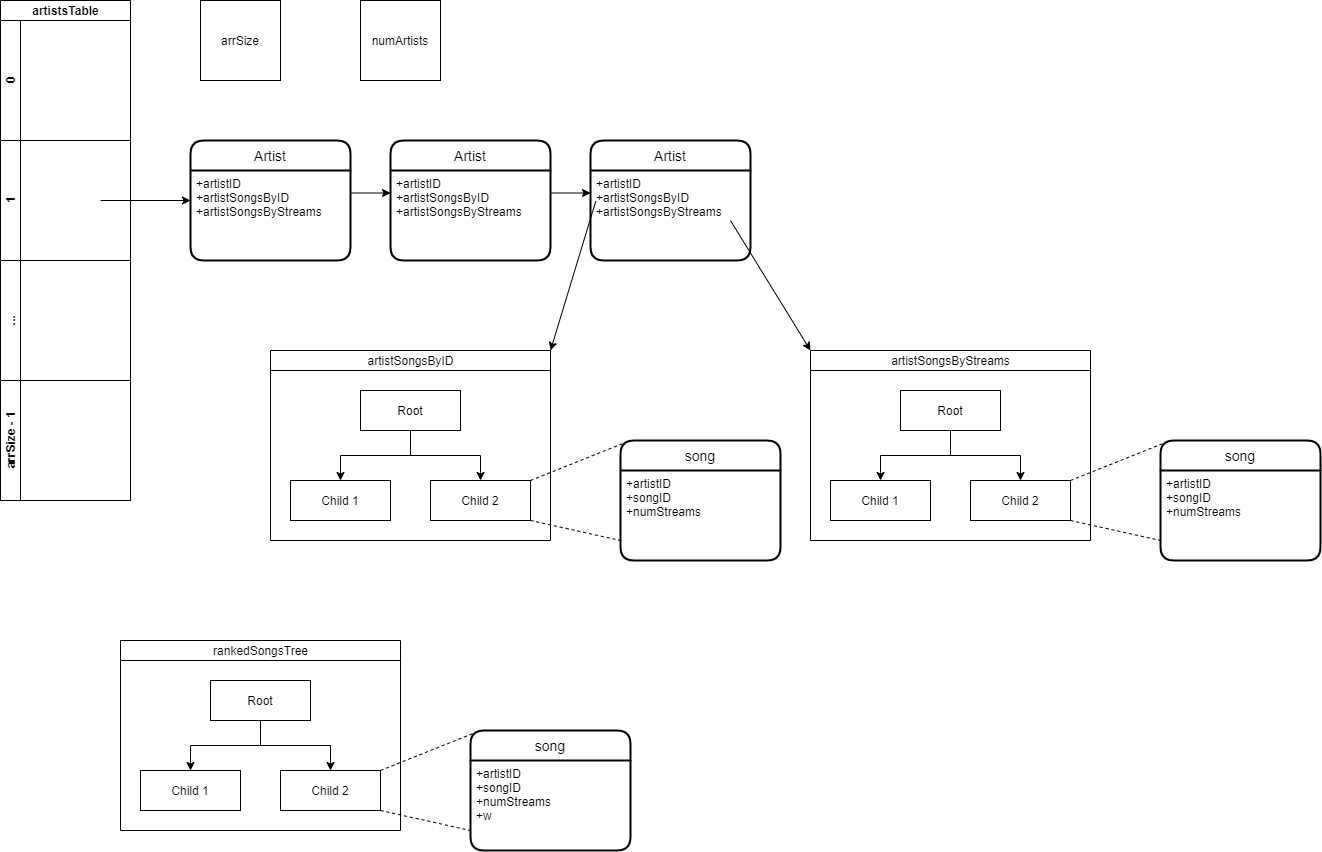 artistsTable
arrSize
numArtists
0
1
...
arrSize - 1
Artist
+artistID
+artistSongsByID
+artistSongsByStreams
Artist
+artistID
+artistSongsByID
+artistSongsByStreams
Artist
+artistID
+artistSongsByID
+artistSongsByStreams
artistSongsByID
Root
Child 1
Child 2
song
+artistID
+songID
+numStreams
artistSongsByStreams
Root
Child 1
Child 2
song
+artistID
+songID
+numStreams
rankedSongsTree
Root
Child 1
Child 2
song
+artistID
+songID
+numStreams
+w